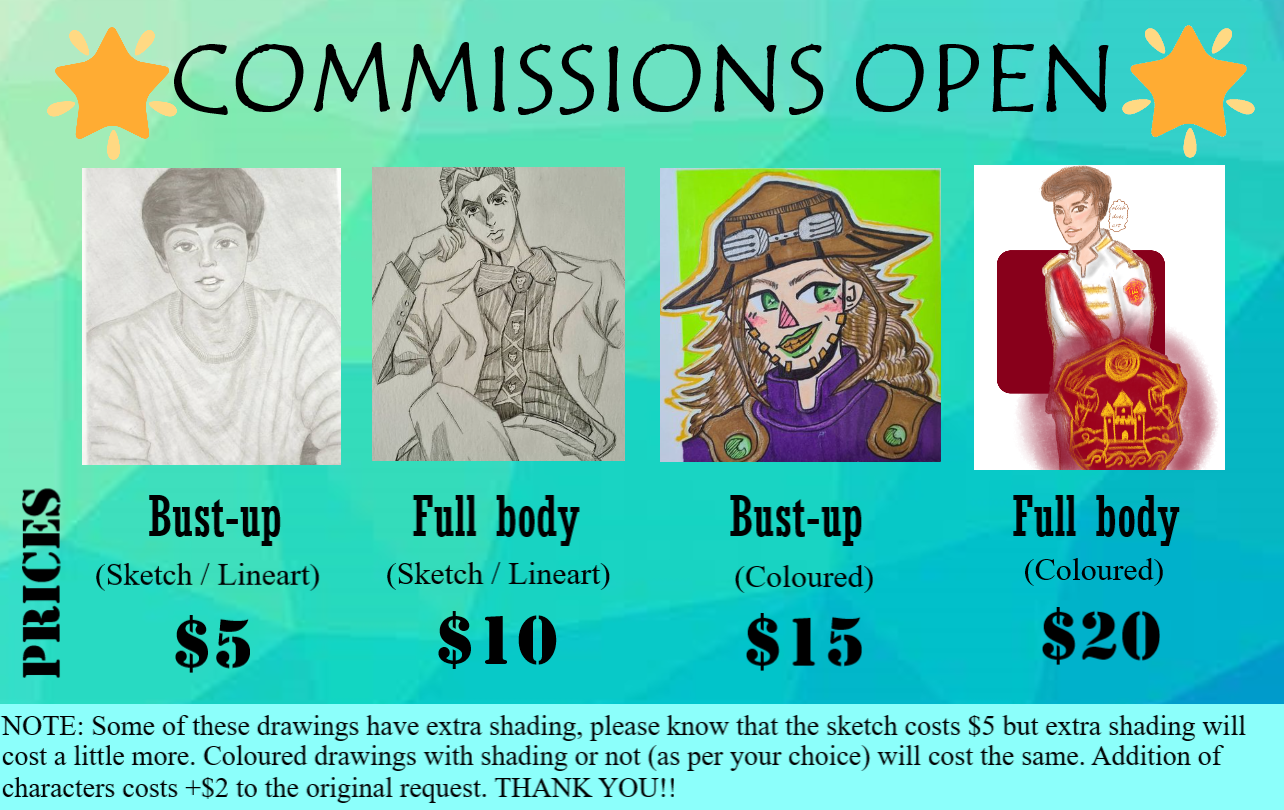 COMMISSIONS OPEN
PRICES
Bust-up
(Sketch / Lineart)
$5
Full body
(Sketch / Lineart)
$10
Bust-up
(Coloured)
$15
Full body
(Coloured)
$20
NOTE: Some of these drawings have extra shading, please know that the sketch costs $5 but extra shading will
cost a little more. Coloured drawings with shading or not (as per your choice) will cost the same. Addition of
characters costs +$2 to the original request. THANK YOU!!